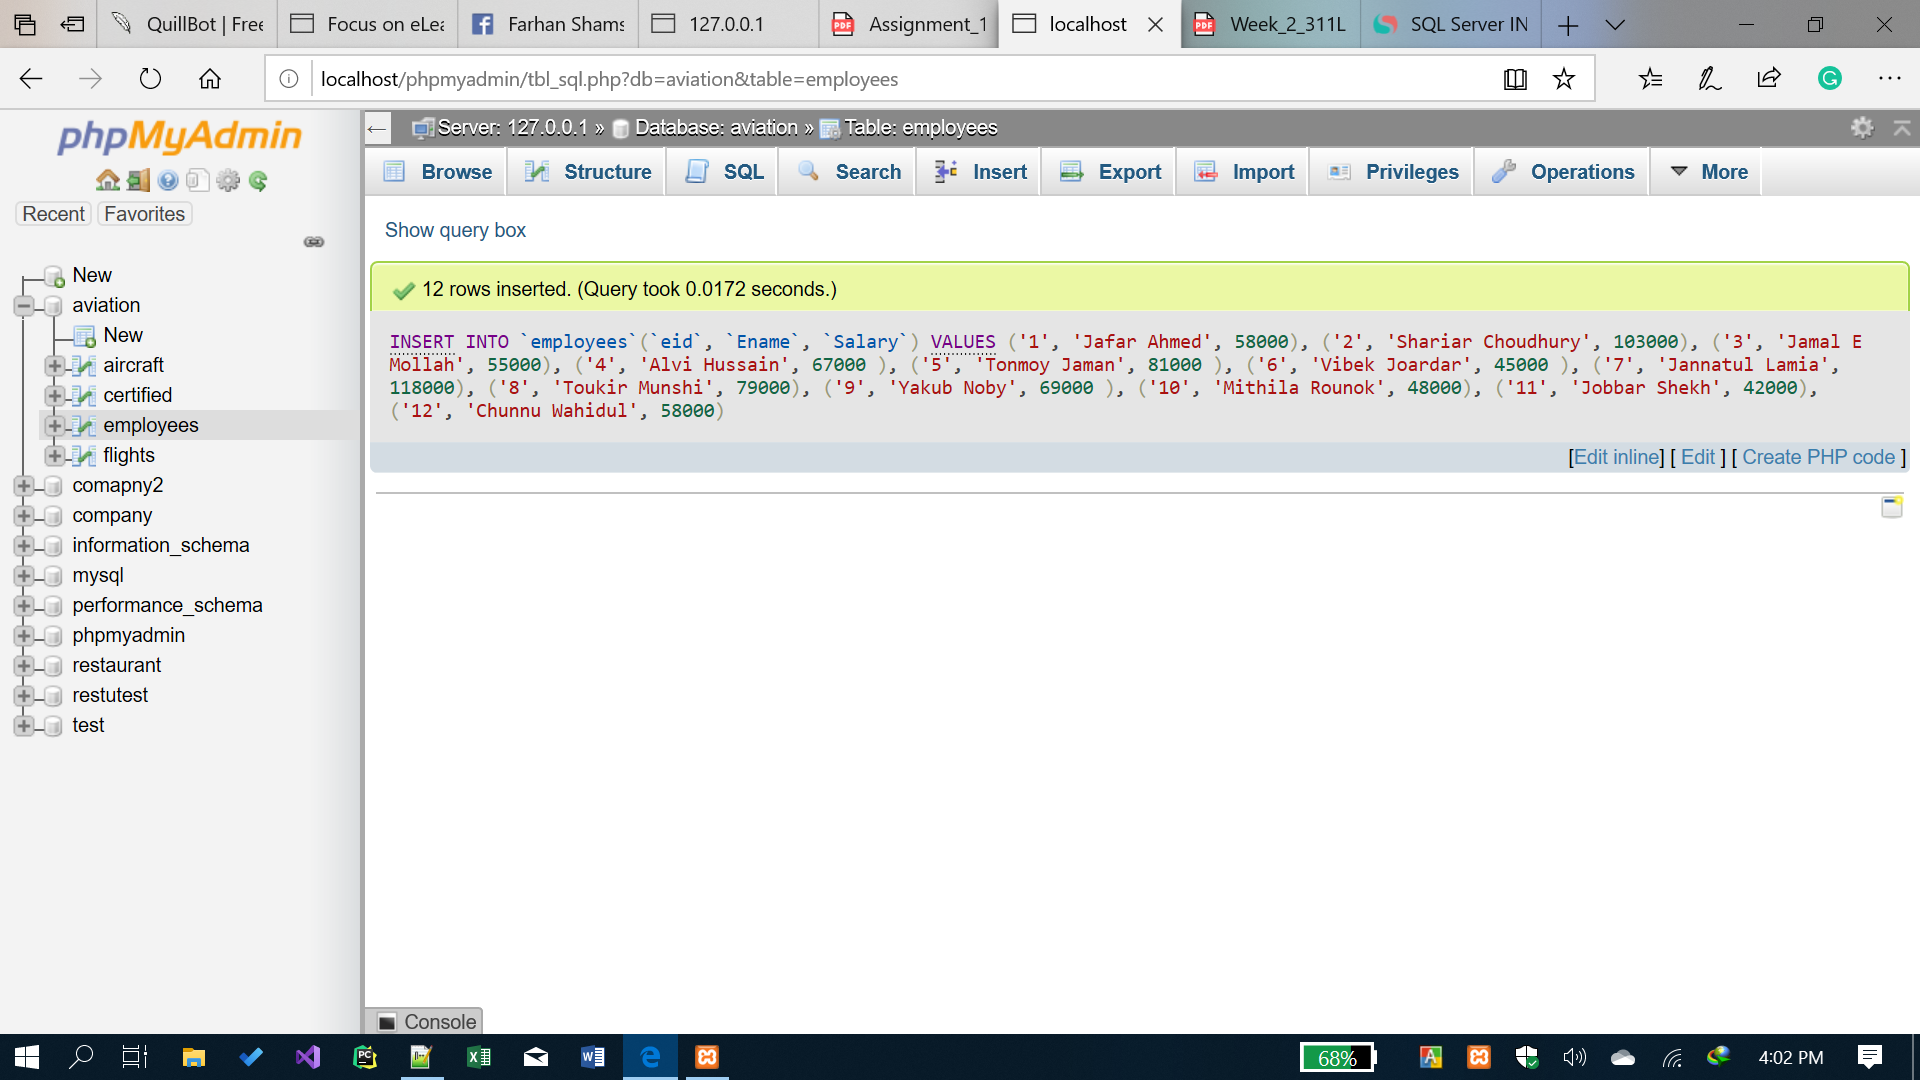 QuillBot | Free
Focus on eLea
Farhan Shams
127.0.0.1
Assignment_1
localhost
Week_2_311L
SQL Server IN
localhost/phpmyadmin/tbl_sql.php?db=aviation&table=employees
phpMyAdmin
Recent
Favorites
New
aviation
New
aircraft
certified
employees
flights
comapny2
company
information_schema
mysql
performance_schema
phpmyadmin
restaurant
restutest
test
Server: 127.0.0.1 » Database: aviation » Table: employees
Browse
Structure
SQL
Search
Insert
Export
Import
Privileges
Operations
More
Show query box
12 rows inserted. (Query took 0.0172 seconds.)
INSERT INTO `employees`(`eid`, `Ename`, `Salary`) VALUES ('1', 'Jafar Ahmed', 58000), ('2', 'Shariar Choudhury', 103000), ('3', 'Jamal E
Mollah', 55000), ('4', 'Alvi Hussain', 67000 ), ('5', 'Tonmoy Jaman', 81000 ), ('6', 'Vibek Joardar', 45000 ), ('7', 'Jannatul Lamia',
118000), ('8', 'Toukir Munshi', 79000), ('9', 'Yakub Noby', 69000 ), ('10', 'Mithila Rounok', 48000), ('11', 'Jobbar Shekh', 42000),
('12', 'Chunnu Wahidul', 58000)
[Edit inline] [ Edit ] [ Create PHP code ]
Console
68%
4:02 PM